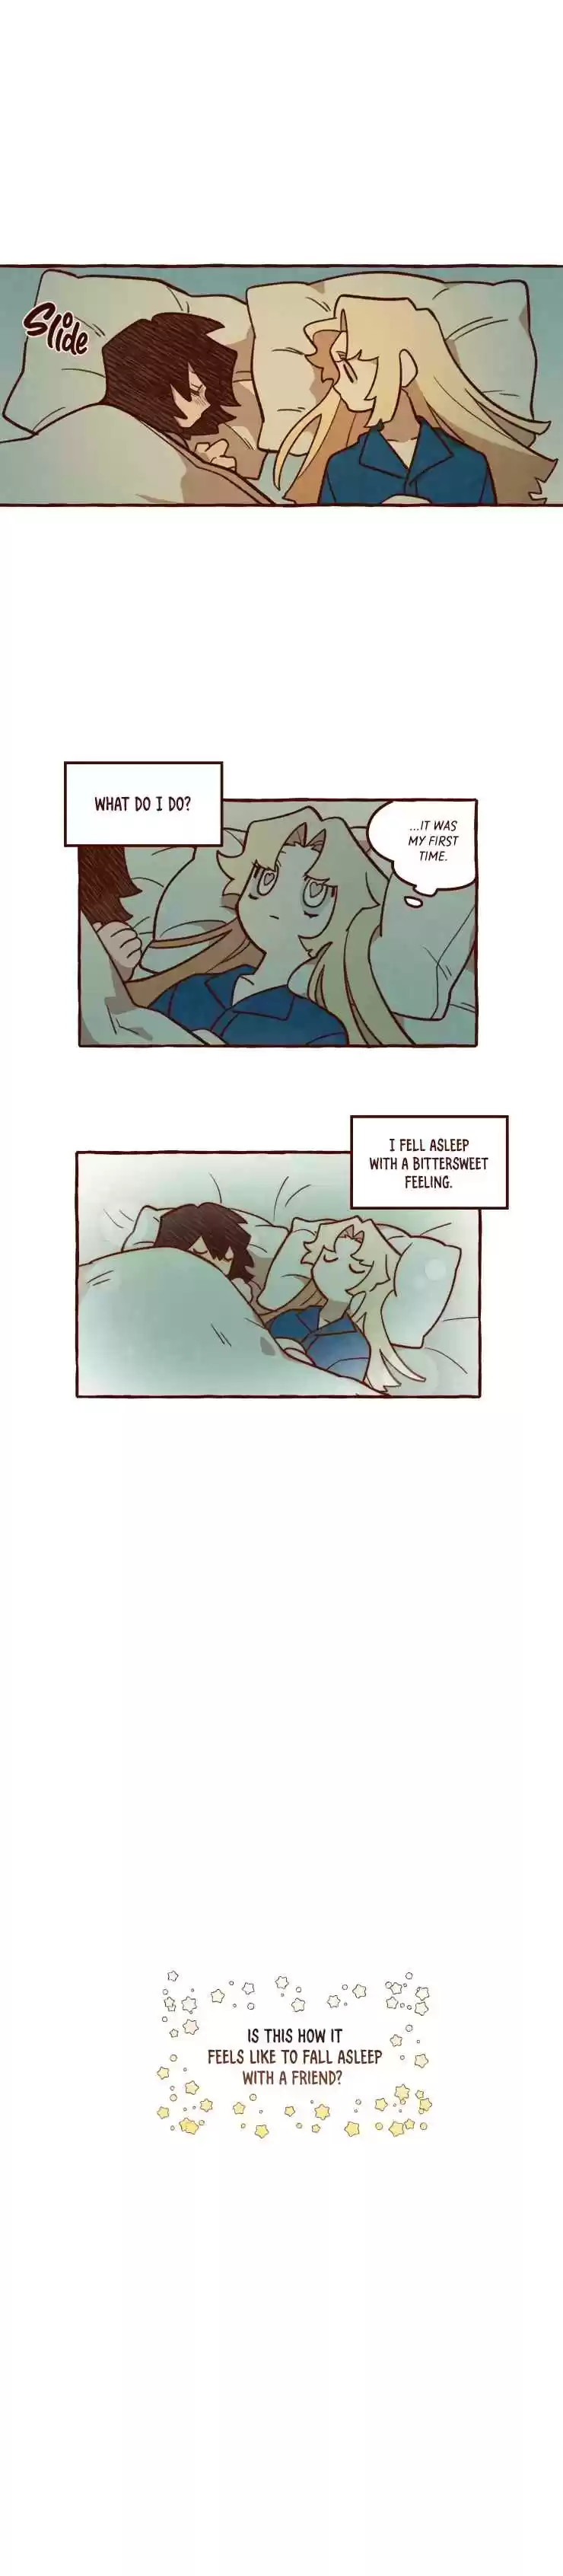 Slide
WHAT DO I DO?
...IT WAS
MY FIRST
TIME.
I FELL ASLEEP
WITH A BITTERSWEET
FEELING.
IS THIS HOW IT
FEELS LIKE TO FALL ASLEEP
WITH A FRIEND?